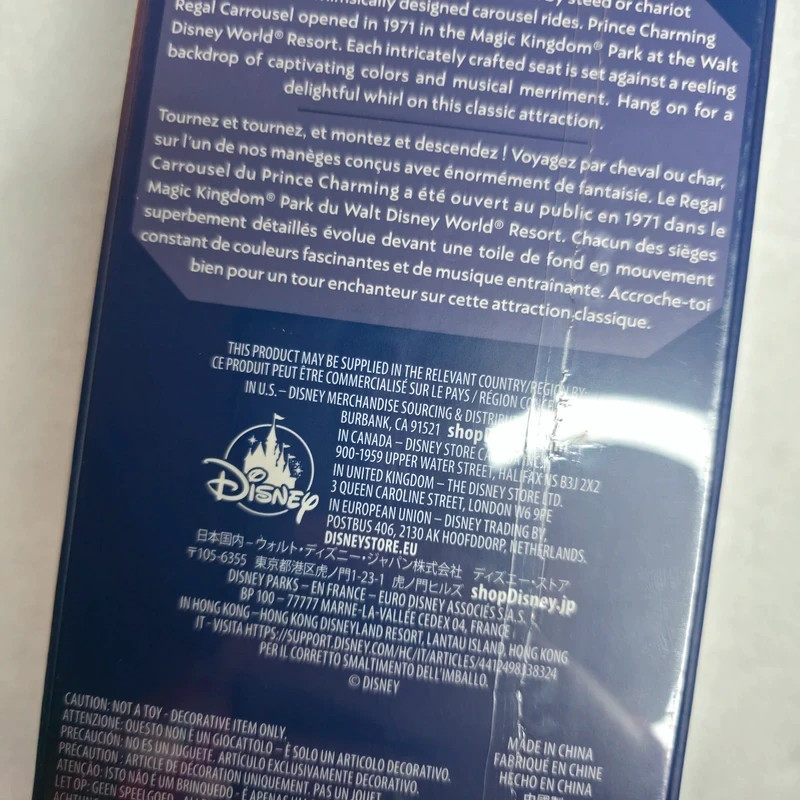 by steed or chariot
whimsically designed carousel rides. Prince Charming
Regal Carrousel opened in 1971 in the Magic Kingdom® Park at the Walt
Disney World® Resort. Each intricately crafted seat is set against a reeling
backdrop of captivating colors and musical merriment. Hang on for a
delightful whirl on this classic attraction.
Tournez et tournez, et montez et descendez ! Voyagez par cheval ou char,
sur l'un de nos manèges conçus avec énormément de fantaisie. Le Regal
Carrousel du Prince Charming a été ouvert au public en 1971 dans le
Magic Kingdom® Park du Walt Disney World® Resort. Chacun des sièges
superbement détaillés évolue devant une toile de fond en mouvement
constant de couleurs fascinantes et de musique entraînante. Accroche-toi
bien pour un tour enchanteur sur cette attraction classique.
THIS PRODUCT MAY BE SUPPLIED IN THE RELEVANT COUNTRY/REGION BY:
CE PRODUIT PEUT ÊTRE COMMERCIALISÉ SUR LE PAYS / RÉGION
IN U.S. – DISNEY MERCHANDISE SOURCING &
BURBANK, CA 91521
IN CANADA – DISNEY STORE
900-1959 UPPER WATER STREET, HALIFAX NS B3J 2X2
IN UNITED KINGDOM – THE DISNEY STORE LTD.
3 QUEEN CAROLINE STREET, LONDON W6 9PE
IN EUROPEAN UNION – DISNEY TRADING BV,
POSTBUS 406, 2130 AK HOOFDDORP, NETHERLANDS.
DISNEYSTORE.EU
Disney
日本国内 – ウォルト・ディズニー・ジャパン株式会社 ディズニー・ストア
〒105-6355 東京都港区虎ノ門1-23-1 虎ノ門ヒルズ shopDisney.jp
DISNEY PARKS – EN FRANCE – EURO DISNEY ASSOCIÉS S.A.S.
BP 100 – 77777 MARNE-LA-VALLÉE CEDEX 04, FRANCE
IN HONG KONG –HONG KONG DISNEYLAND RESORT, LANTAU ISLAND, HONG KONG
IT - VISITA HTTPS://SUPPORT.DISNEY.COM/HC/IT/ARTICLES/4412498338324
PER IL CORRETTO SMALTIMENTO DELL'IMBALLO.
© DISNEY
CAUTION: NOT A TOY - DECORATIVE ITEM ONLY.
ATTENZIONE: QUESTO NON È UN GIOCATTOLO – È SOLO UN ARTICOLO DECORATIVO.
PRECAUCIÓN: NO ES UN JUGUETE. ARTÍCULO EXCLUSIVAMENTE DECORATIVO.
PRÉCAUTION : ARTICLE DE DÉCORATION UNIQUEMENT. PAS UN JOUET.
ATENÇÃO: ISTO NÃO É UM BRINQUEDO – É APENAS UM
LET OP: GEEN SPEELGOED
MADE IN CHINA
FABRIQUÉ EN CHINE
HECHO EN CHINA
中國製